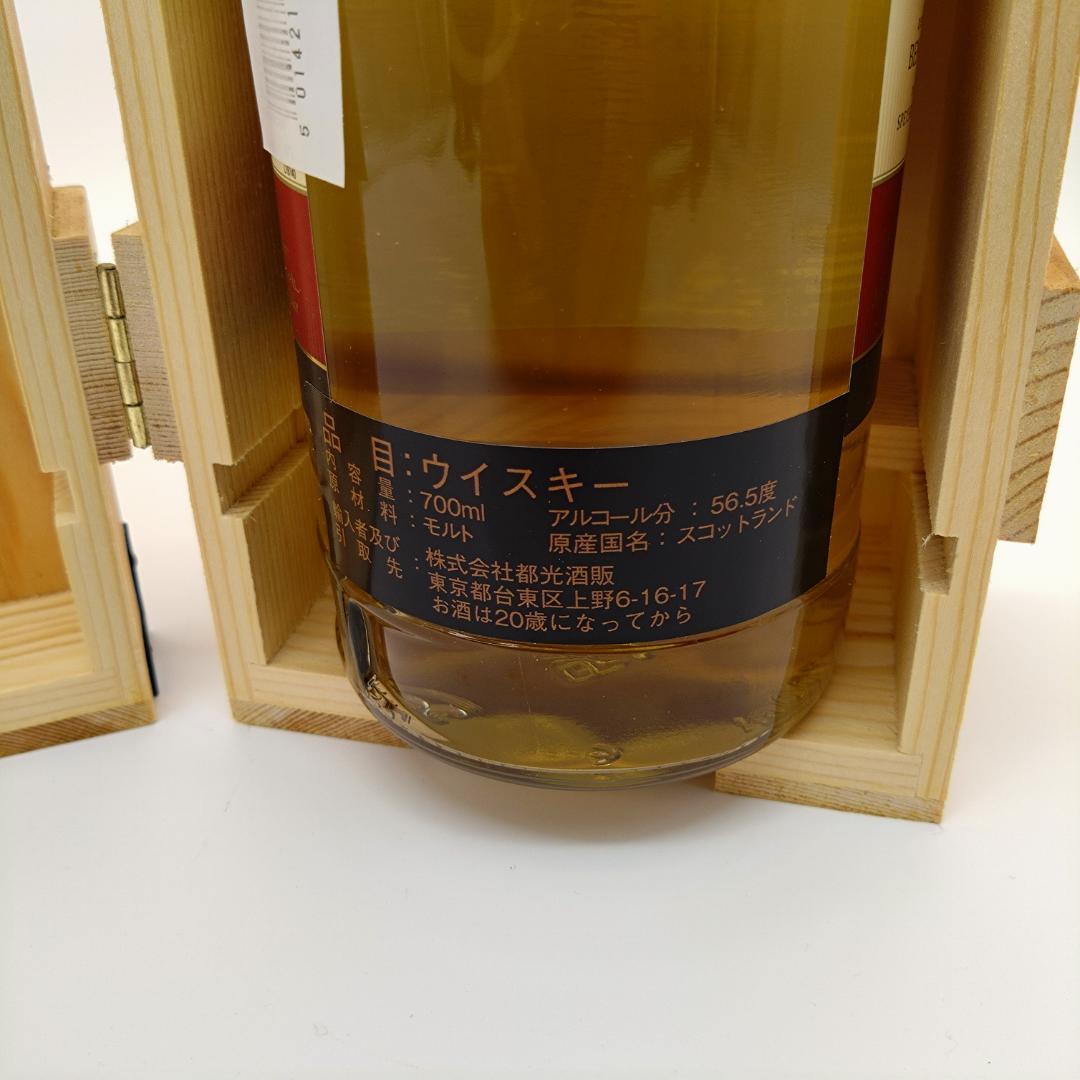 5 01421
BE
品 目:ウイスキー
内 容 量 : 700ml アルコール分 : 56.5度
原 材 料 : モルト 原産国名 : スコットランド
輸入者及び
引 取 先 : 株式会社都光酒販
東京都台東区上野6-16-17
お酒は20歳になってから